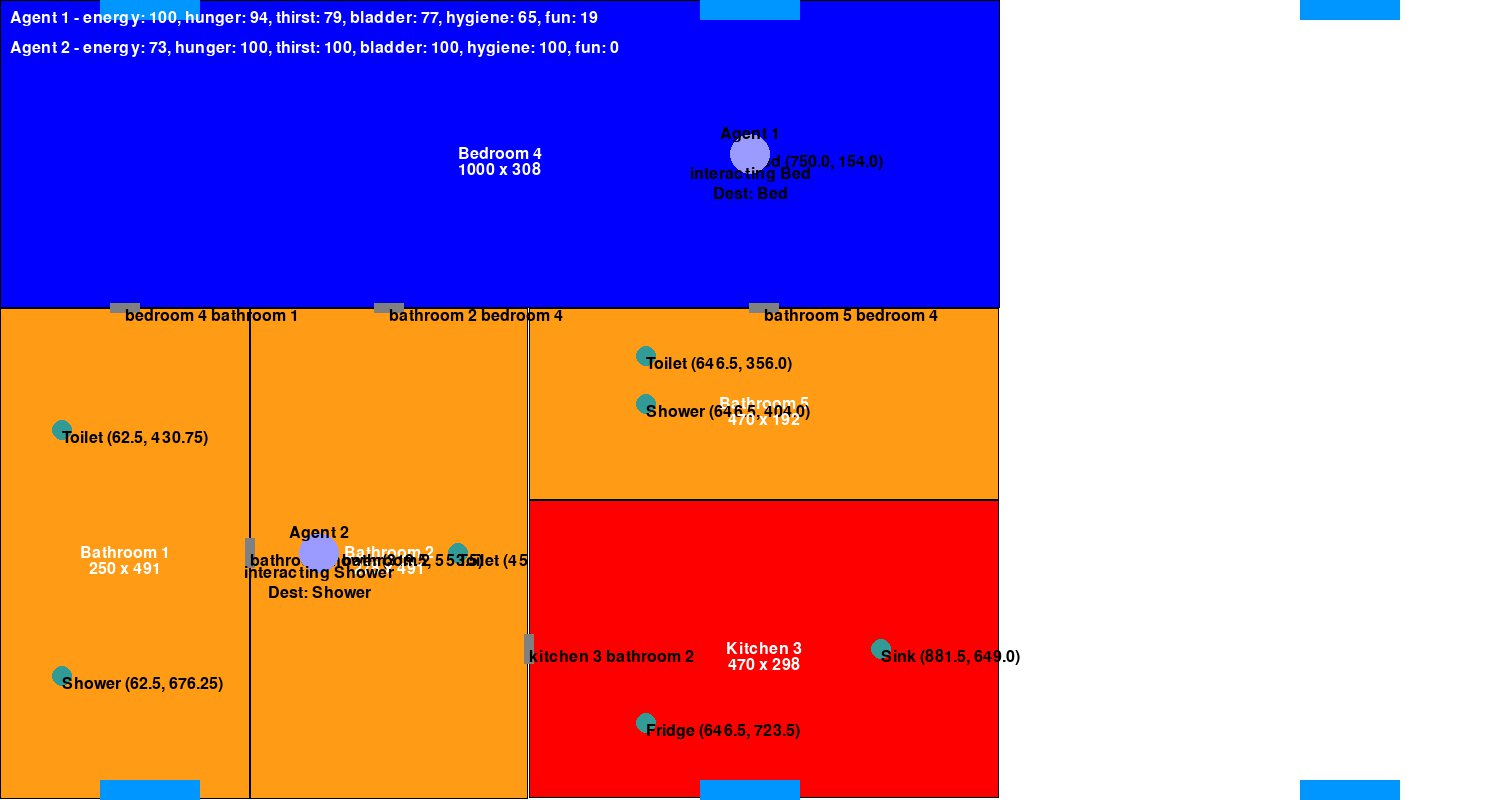 Agent 1 - energy: 100, hunger: 94, thirst: 79, bladder: 77, hygiene: 65, fun: 19
Agent 2 - energy: 73, hunger: 100, thirst: 100, bladder: 100, hygiene: 100, fun: 0
Agent 1
Bedroom 4
1000 x 308
(750.0, 154.0)
interacting Bed
Dest: Bed
bedroom 4 bathroom 1
bathroom 2 bedroom 4
bathroom 5 bedroom 4
Toilet (646.5, 356.0)
Bathroom 5
Shower (646.5, 404.0)
470 x 192
Toilet (62.5, 430.75)
Agent 2
Bathroom 1
250 x 491
Bathroom 2
491
Toilet (45
interacting Shower
Dest: Shower
Kitchen 3
470 x 298
kitchen 3 bathroom 2
Sink (881.5, 649.0)
Shower (62.5, 676.25)
Fridge (646.5, 723.5)